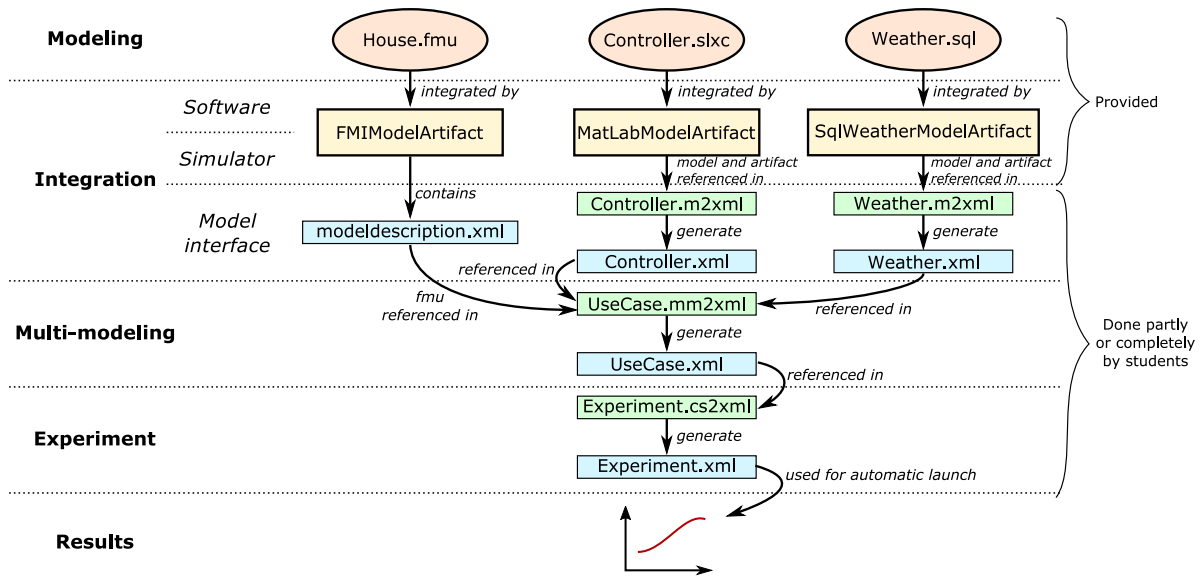 Modeling
House.fmu
Controller.slxc
Weather.sql
integrated by
integrated by
integrated by
Provided
Software
FMIModelArtifact
MatLabModelArtifact
SqlWeatherModelArtifact
Simulator
Integration
model and artifact
referenced in
model and artifact
referenced in
contains
Controller.m2xml
Weather.m2xml
Model
interface
modeldescription.xml
generate
generate
referenced in
Controller.xml
Weather.xml
fmu
referenced in
UseCase.mm2xml
referenced in
Multi-modeling
generate
Done partly
or completely
by students
UseCase.xml
referenced in
Experiment.cs2xml
Experiment
generate
Experiment.xml
used for automatic launch
Results